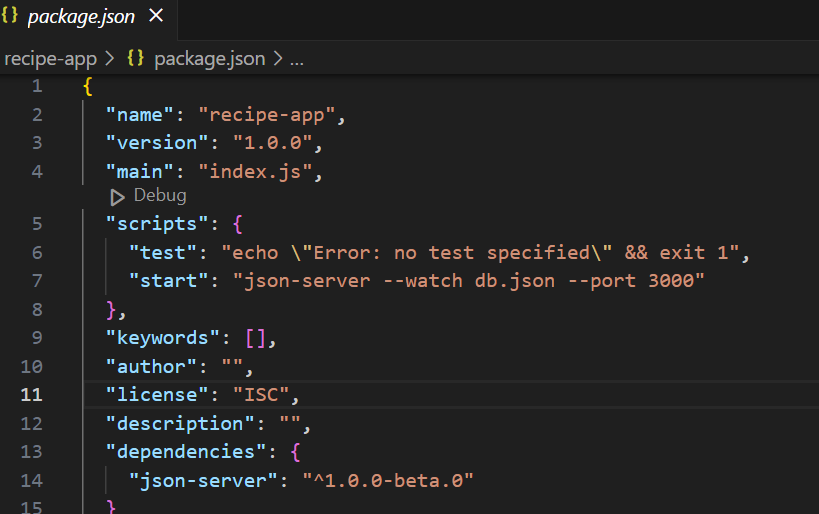 {} package.json ×
recipe-app > {} package.json > ...
1 {
2 "name": "recipe-app",
3 "version": "1.0.0",
4 "main": "index.js",
Debug
5 "scripts": {
6 "test": "echo \"Error: no test specified\" && exit 1",
7 "start": "json-server --watch db.json --port 3000"
8 },
9 "keywords": [],
10 "author": "",
11 "license": "ISC",
12 "description": "",
13 "dependencies": {
14 "json-server": "^1.0.0-beta.0"
15 }